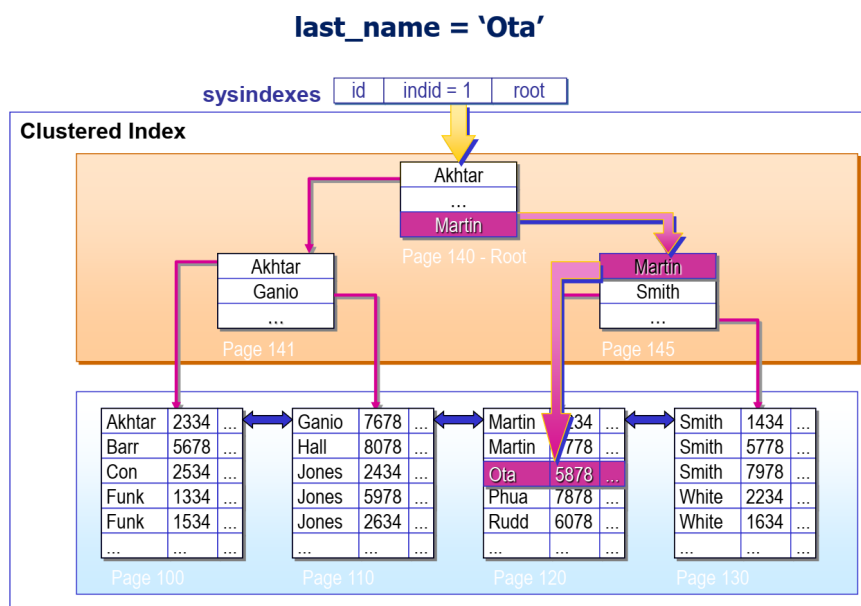 last_name = ‘Ota’
sysindexes id indid = 1 root
Clustered Index
Akhtar
...
Martin
Page 140 - Root
Akhtar
Ganio
...
Page 141
Martin
Smith
...
Page 145
Akhtar 2334 ...
Barr 5678 ...
Con 2534 ...
Funk 1334 ...
Funk 1534 ...
... ... ...
Page 100
Ganio 7678 ...
Hall 8078 ...
Jones 2434 ...
Jones 5978 ...
Jones 2634 ...
... ... ...
Page 110
Martin 234 ...
Martin 778 ...
Ota 5878 ...
Phua 7878 ...
Rudd 6078 ...
... ... ...
Page 120
Smith 1434 ...
Smith 5778 ...
Smith 7978 ...
White 2234 ...
White 1634 ...
... ... ...
Page 130